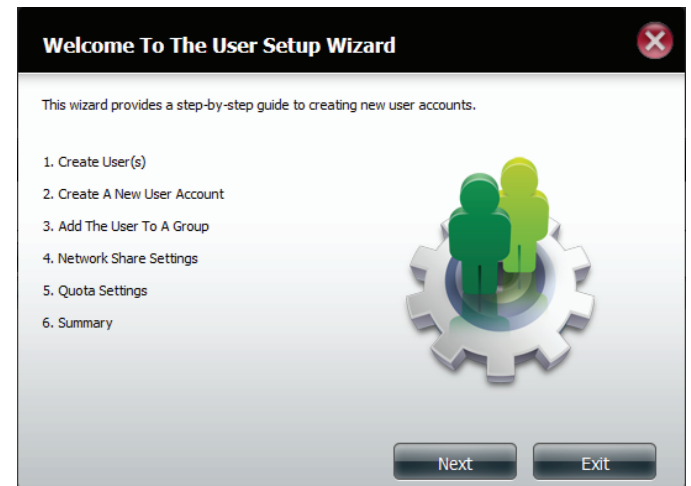 Welcome To The User Setup Wizard
This wizard provides a step-by-step guide to creating new user accounts.
1. Create User(s)
2. Create A New User Account
3. Add The User To A Group
4. Network Share Settings
5. Quota Settings
6. Summary
Next Exit